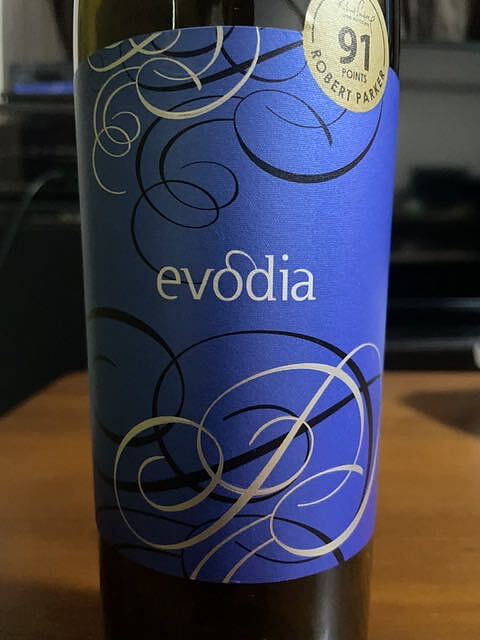 91
POINTS
ROBERT PARKER
evodia